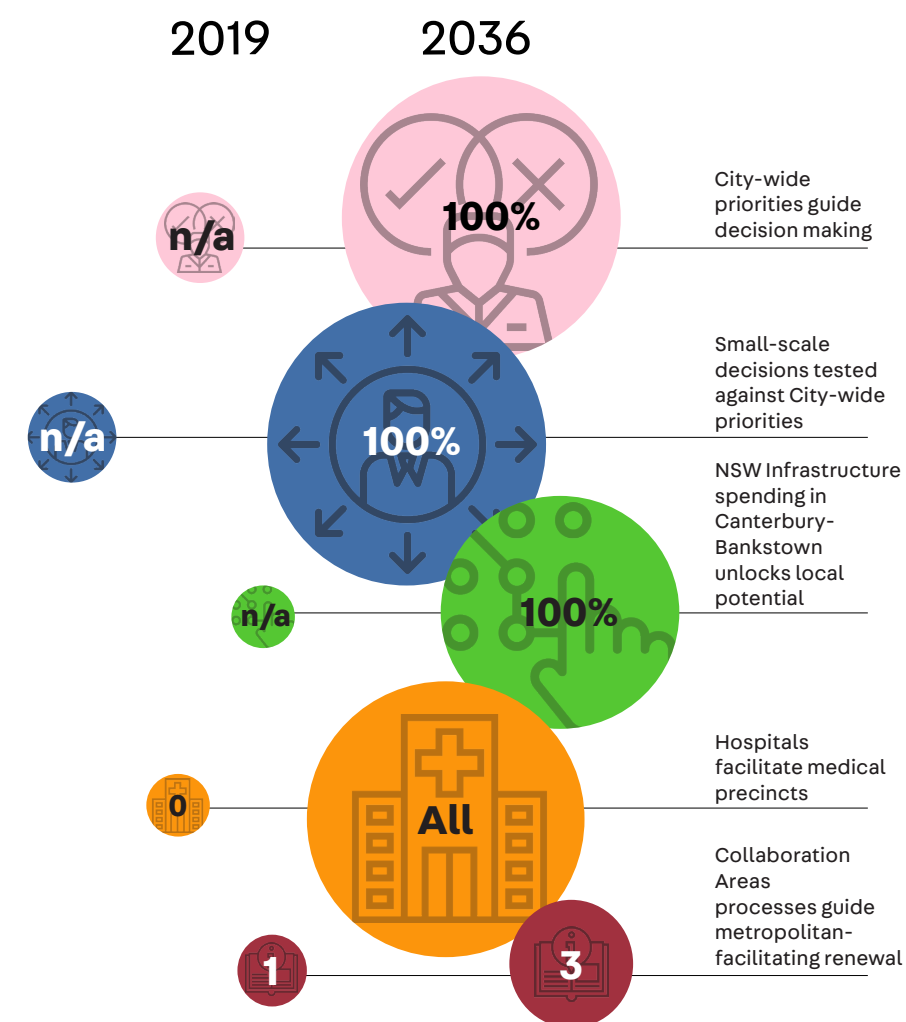 2019 2036
n/a 100%
City-wide
priorities guide
decision making
n/a 100%
Small-scale
decisions tested
against City-wide
priorities
n/a 100%
NSW Infrastructure
spending in
Canterbury-
Bankstown
unlocks local
potential
0 All
Hospitals
facilitate medical
precincts
1 3
Collaboration
Areas
processes guide
metropolitan-
facilitating renewal